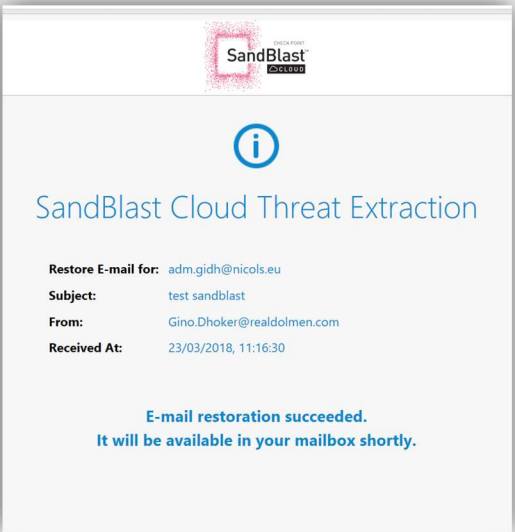 CHECK POINT
SandBlast™
CLOUD
SandBlast Cloud Threat Extraction
Restore E-mail for: adm.gidh@nicols.eu
Subject: test sandblast
From: Gino.Dhoker@realdolmen.com
Received At: 23/03/2018, 11:16:30
E-mail restoration succeeded.
It will be available in your mailbox shortly.